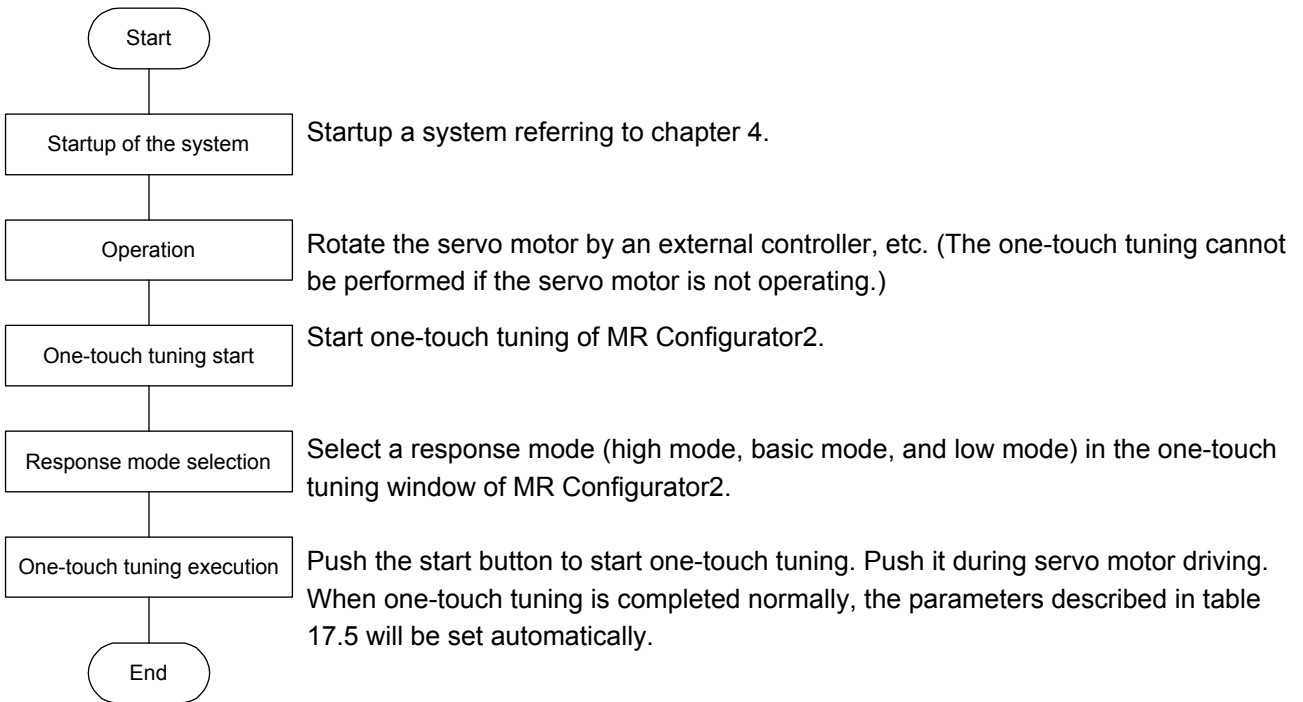 Start
Startup of the system
Startup a system referring to chapter 4.
Operation
Rotate the servo motor by an external controller, etc. (The one-touch tuning cannot
be performed if the servo motor is not operating.)
One-touch tuning start
Start one-touch tuning of MR Configurator2.
Response mode selection
Select a response mode (high mode, basic mode, and low mode) in the one-touch
tuning window of MR Configurator2.
One-touch tuning execution
Push the start button to start one-touch tuning. Push it during servo motor driving.
When one-touch tuning is completed normally, the parameters described in table
17.5 will be set automatically.
End